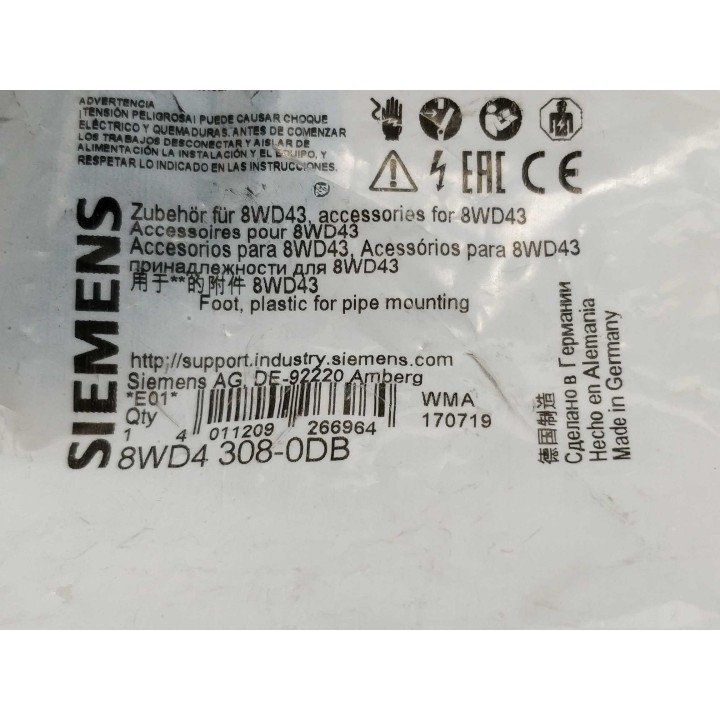 ADVERTENCIA
¡TENSIÓN PELIGROSA! PUEDE CAUSAR CHOQUE
ELÉCTRICO Y QUEMADURAS. ANTES DE COMENZAR
LOS TRABAJOS DESCONECTAR Y AISLAR DE
ALIMENTACIÓN LA INSTALACIÓN Y EL EQUIPO, Y
RESPETAR LO INDICADO EN LAS INSTRUCCIONES.
EAC CE
SIEMENS
Zubehör für 8WD43, accessories for 8WD43
Accessoires pour 8WD43
Accesorios para 8WD43, Acessórios para 8WD43
принадлежности для 8WD43
用于**的附件 8WD43
Foot, plastic for pipe mounting
http://support.industry.siemens.com
Siemens AG, DE-92220 Amberg
*E01*
Qty
1
4 011209 266964
WMA
170719
8WD4 308-0DB
德国制造
Сделано в Германии
Hecho en Alemania
Made in Germany